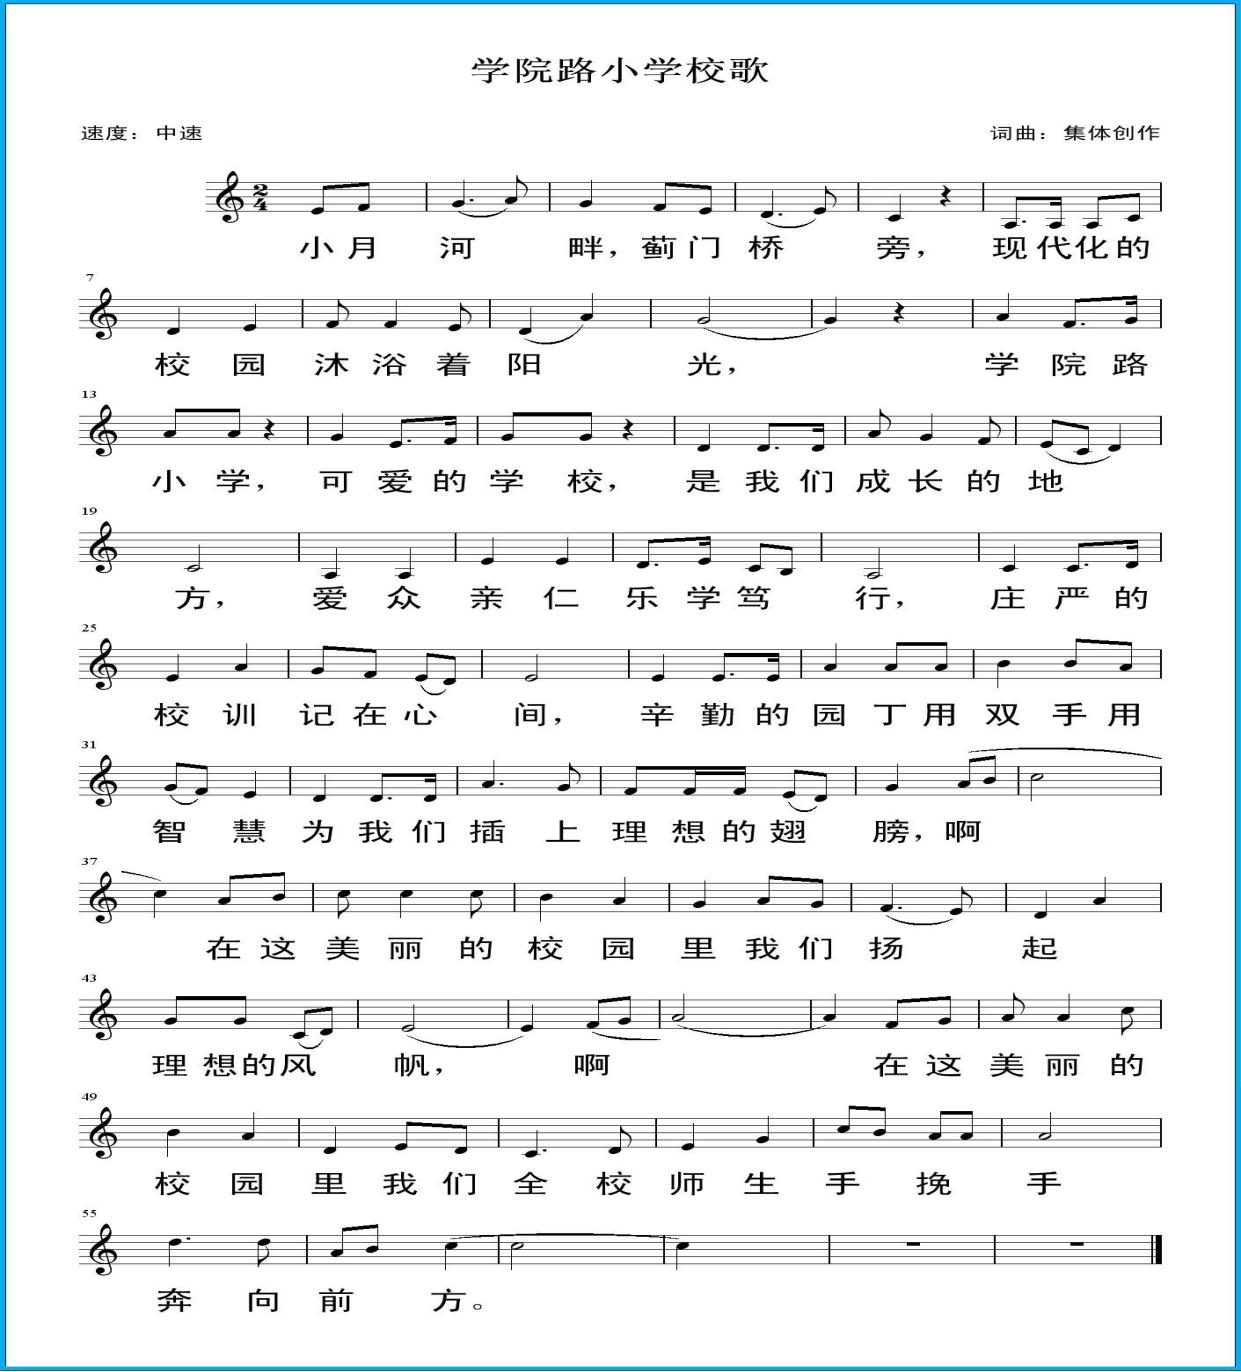 学院路小学校歌
速度：中速
词曲：集体创作
2
4
小月河畔，蓟门桥旁，现代化的
7
校园沐浴着阳光，学院路
13
小学，可爱的学校，是我们成长的地
19
方，爱众亲仁乐学笃行，庄严的
25
校训记在心间，辛勤的园丁用双手用
31
智慧为我们插上理想的翅膀，啊
37
在这美丽的校园里我们扬起
43
理想的风帆，啊在这美丽的
49
校园里我们全校师生手挽手
55
奔向前方。